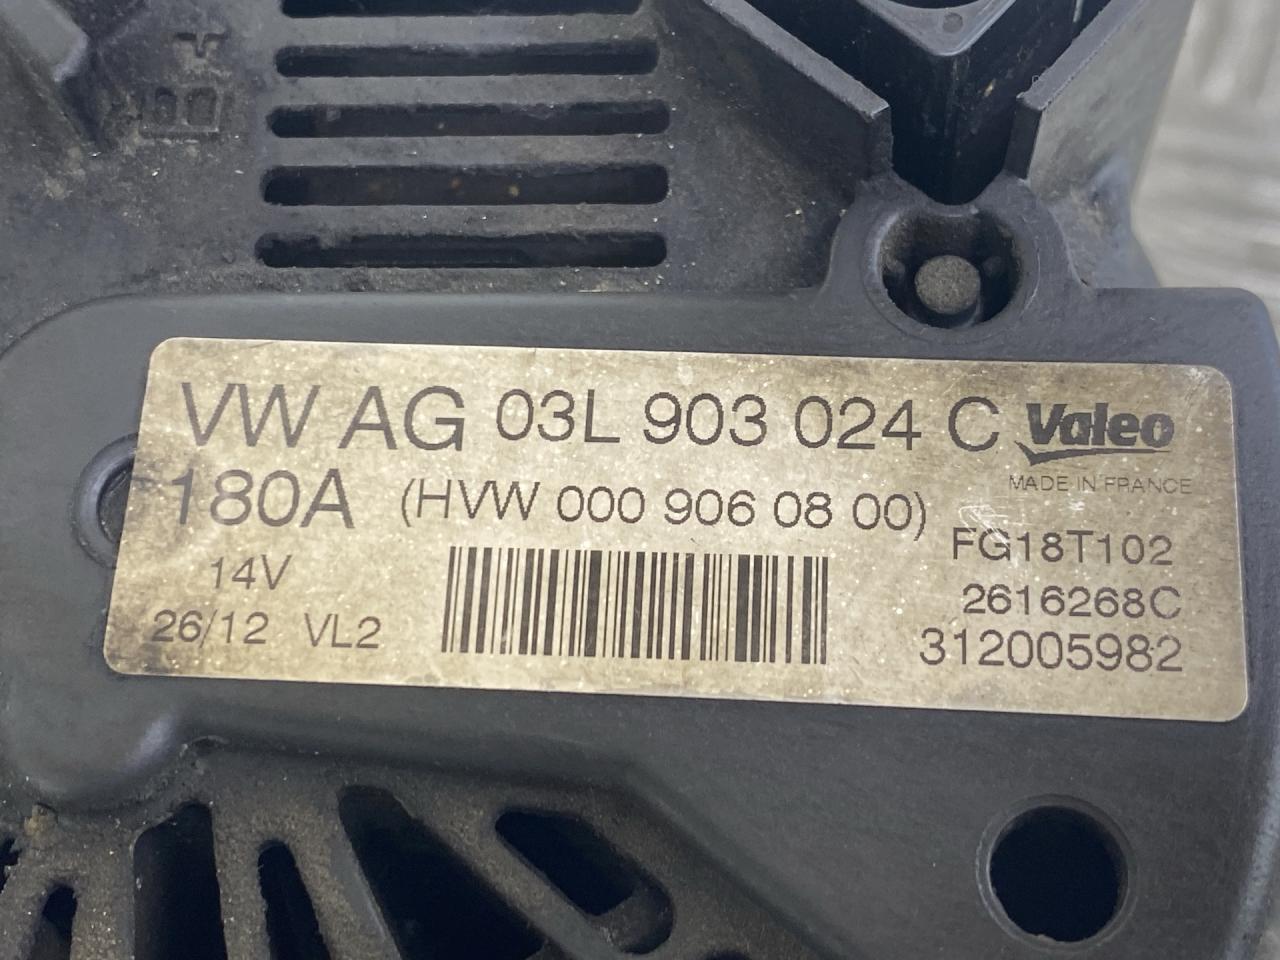 VW AG 03L 903 024 C Valeo
MADE IN FRANCE
180A (HVW 000 906 08 00)
FG18T102
14V
2616268C
26/12 VL2
312005982